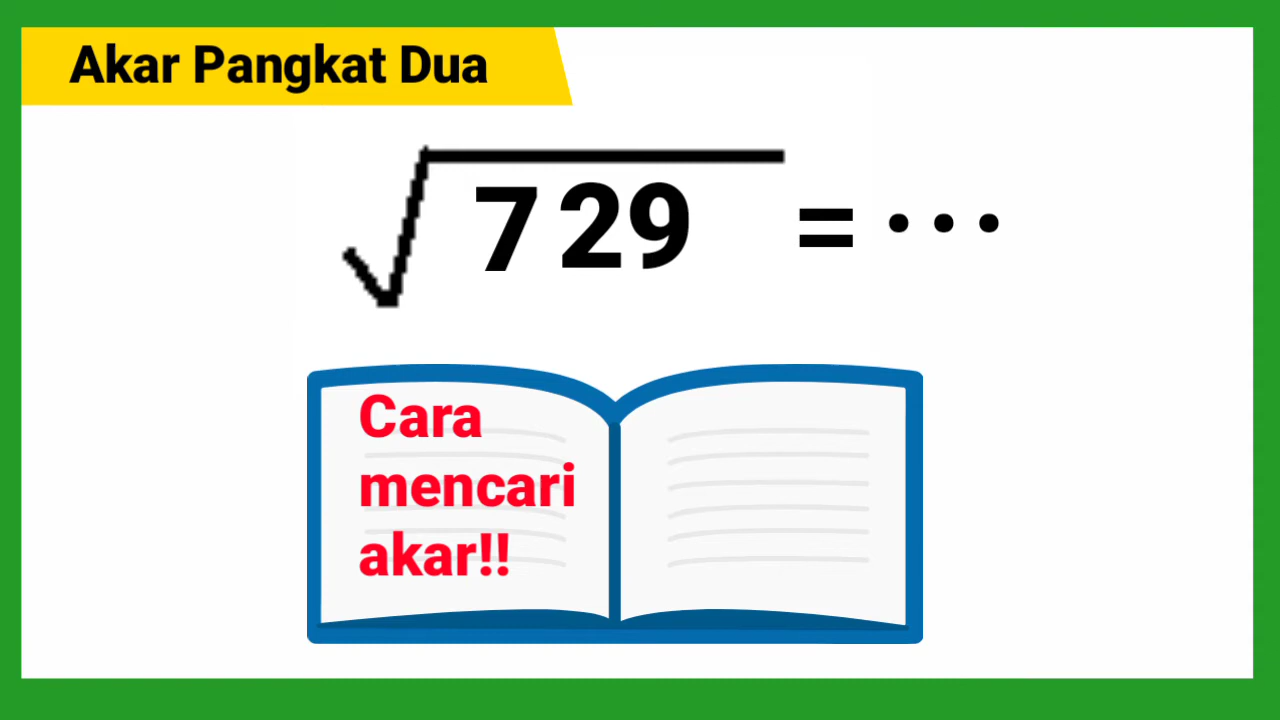 Akar Pangkat Dua
√729 = ...
Cara
mencari
akar!!